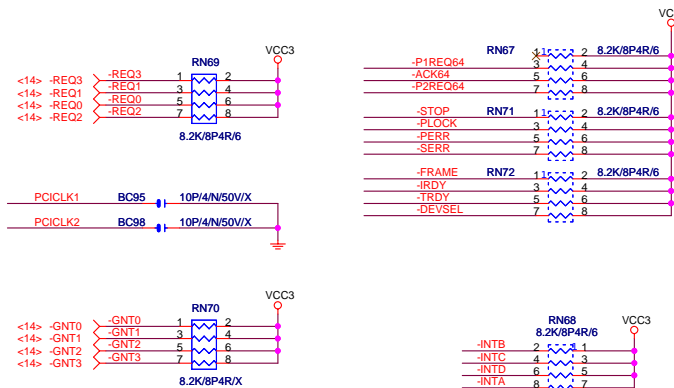 RN69
VCC3
<14> -REQ3 -REQ3 1 2
<14> -REQ1 -REQ1 3 4
<14> -REQ0 -REQ0 5 6
<14> -REQ2 -REQ2 7 8
8.2K/8P4R/6
VC
RN67 1 1 2 8.2K/8P4R/6
-P1REQ64 3 4
-ACK64 5 6
-P2REQ64 7 8
-STOP RN71 1 1 2 8.2K/8P4R/6
-PLOCK 3 4
-PERR 5 6
-SERR 7 8
-FRAME RN72 1 1 2 8.2K/8P4R/6
-IRDY 3 4
-TRDY 5 6
-DEVSEL 7 8
PCICLK1 BC95 10P/4/N/50V/X
PCICLK2 BC98 10P/4/N/50V/X
RN70
VCC3
<14> -GNT0 -GNT0 1 2
<14> -GNT1 -GNT1 3 4
<14> -GNT2 -GNT2 5 6
<14> -GNT3 -GNT3 7 8
8.2K/8P4R/X
RN68
VCC3
8.2K/8P4R/6
-INTB 2 1 1
-INTC 4 3
-INTD 6 5
-INTA 8 7